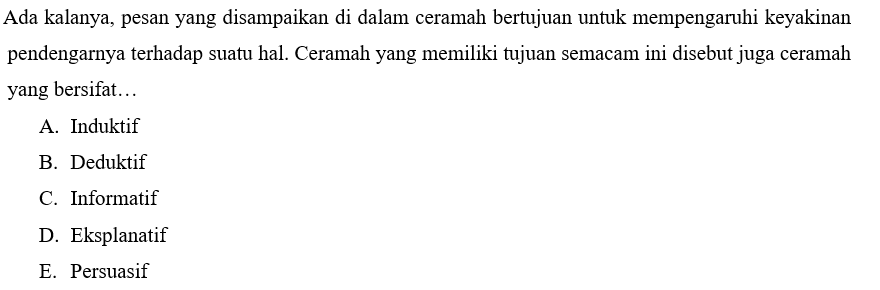 Ada kalanya, pesan yang disampaikan di dalam ceramah bertujuan untuk mempengaruhi keyakinan
pendengarnya terhadap suatu hal. Ceramah yang memiliki tujuan semacam ini disebut juga ceramah
yang bersifat…
A. Induktif
B. Deduktif
C. Informatif
D. Eksplanatif
E. Persuasif